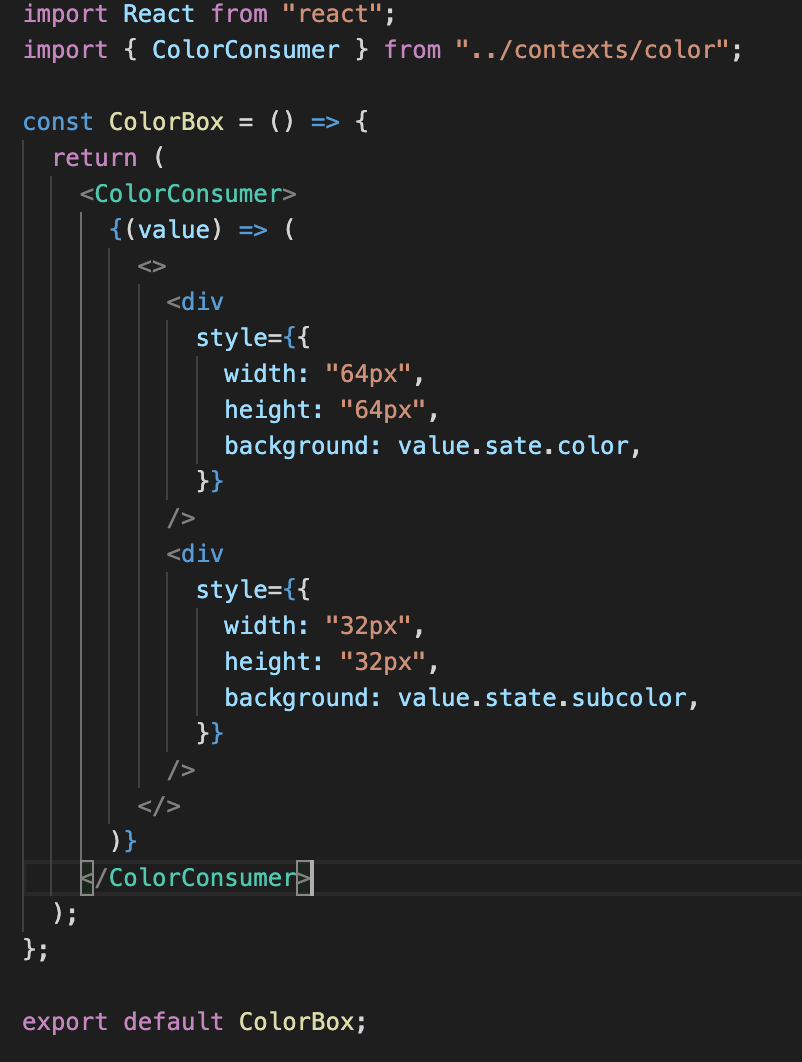 import React from "react";
import { ColorConsumer } from "../contexts/color";
const ColorBox = () => {
return (
<ColorConsumer>
{(value) => (
<>
<div
style={{
width: "64px",
height: "64px",
background: value.sate.color,
}}
/>
<div
style={{
width: "32px",
height: "32px",
background: value.state.subcolor,
}}
/>
</>
)}
</ColorConsumer>
);
};
export default ColorBox;